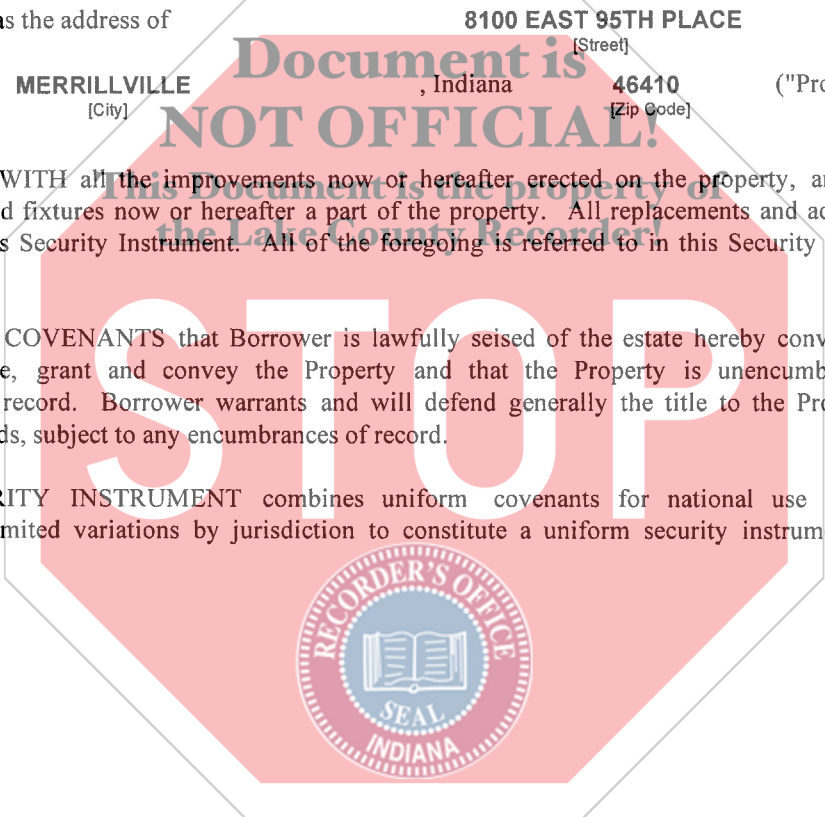 as the address of 8100 EAST 95TH PLACE
[Street]
MERRILLVILLE , Indiana 46410 ("Pro
[City] [Zip Code]
Document is
NOT OFFICIAL!
This Document is the property of
the Lake County Recorder!
WITH all the improvements now or hereafter erected on the property, an
d fixtures now or hereafter a part of the property. All replacements and ad
s Security Instrument. All of the foregoing is referred to in this Security
COVENANTS that Borrower is lawfully seised of the estate hereby conv
e, grant and convey the Property and that the Property is unencumb
record. Borrower warrants and will defend generally the title to the Pro
ds, subject to any encumbrances of record.
STOP
RITY INSTRUMENT combines uniform covenants for national use
mited variations by jurisdiction to constitute a uniform security instrum
RECORDER'S OFFICE
SEAL
INDIANA